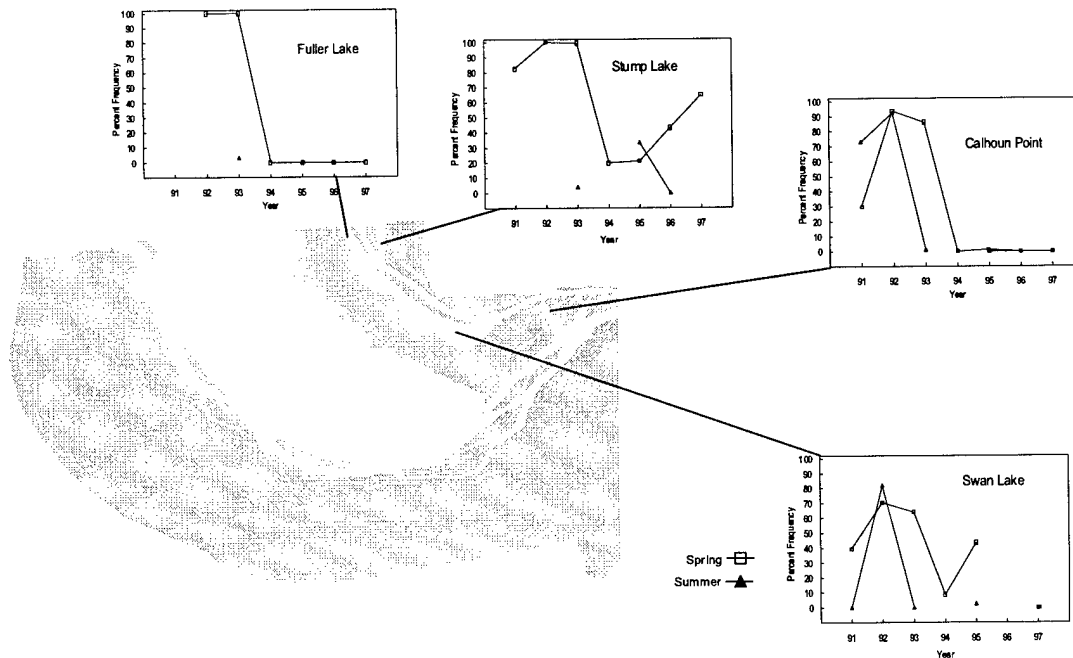 Fuller Lake
Percent Frequency
100
90
80
70
60
50
40
30
20
10
0
91 92 93 94 95 96 97
Year
Stump Lake
Percent Frequency
100
90
80
70
60
50
40
30
20
10
0
91 92 93 94 95 96 97
Year
Calhoun Point
Percent Frequency
100
90
80
70
60
50
40
30
20
10
0
91 92 93 94 95 96 97
Year
Swan Lake
Percent Frequency
100
90
80
70
60
50
40
30
20
10
0
91 92 93 94 95 96 97
Year
Spring
Summer